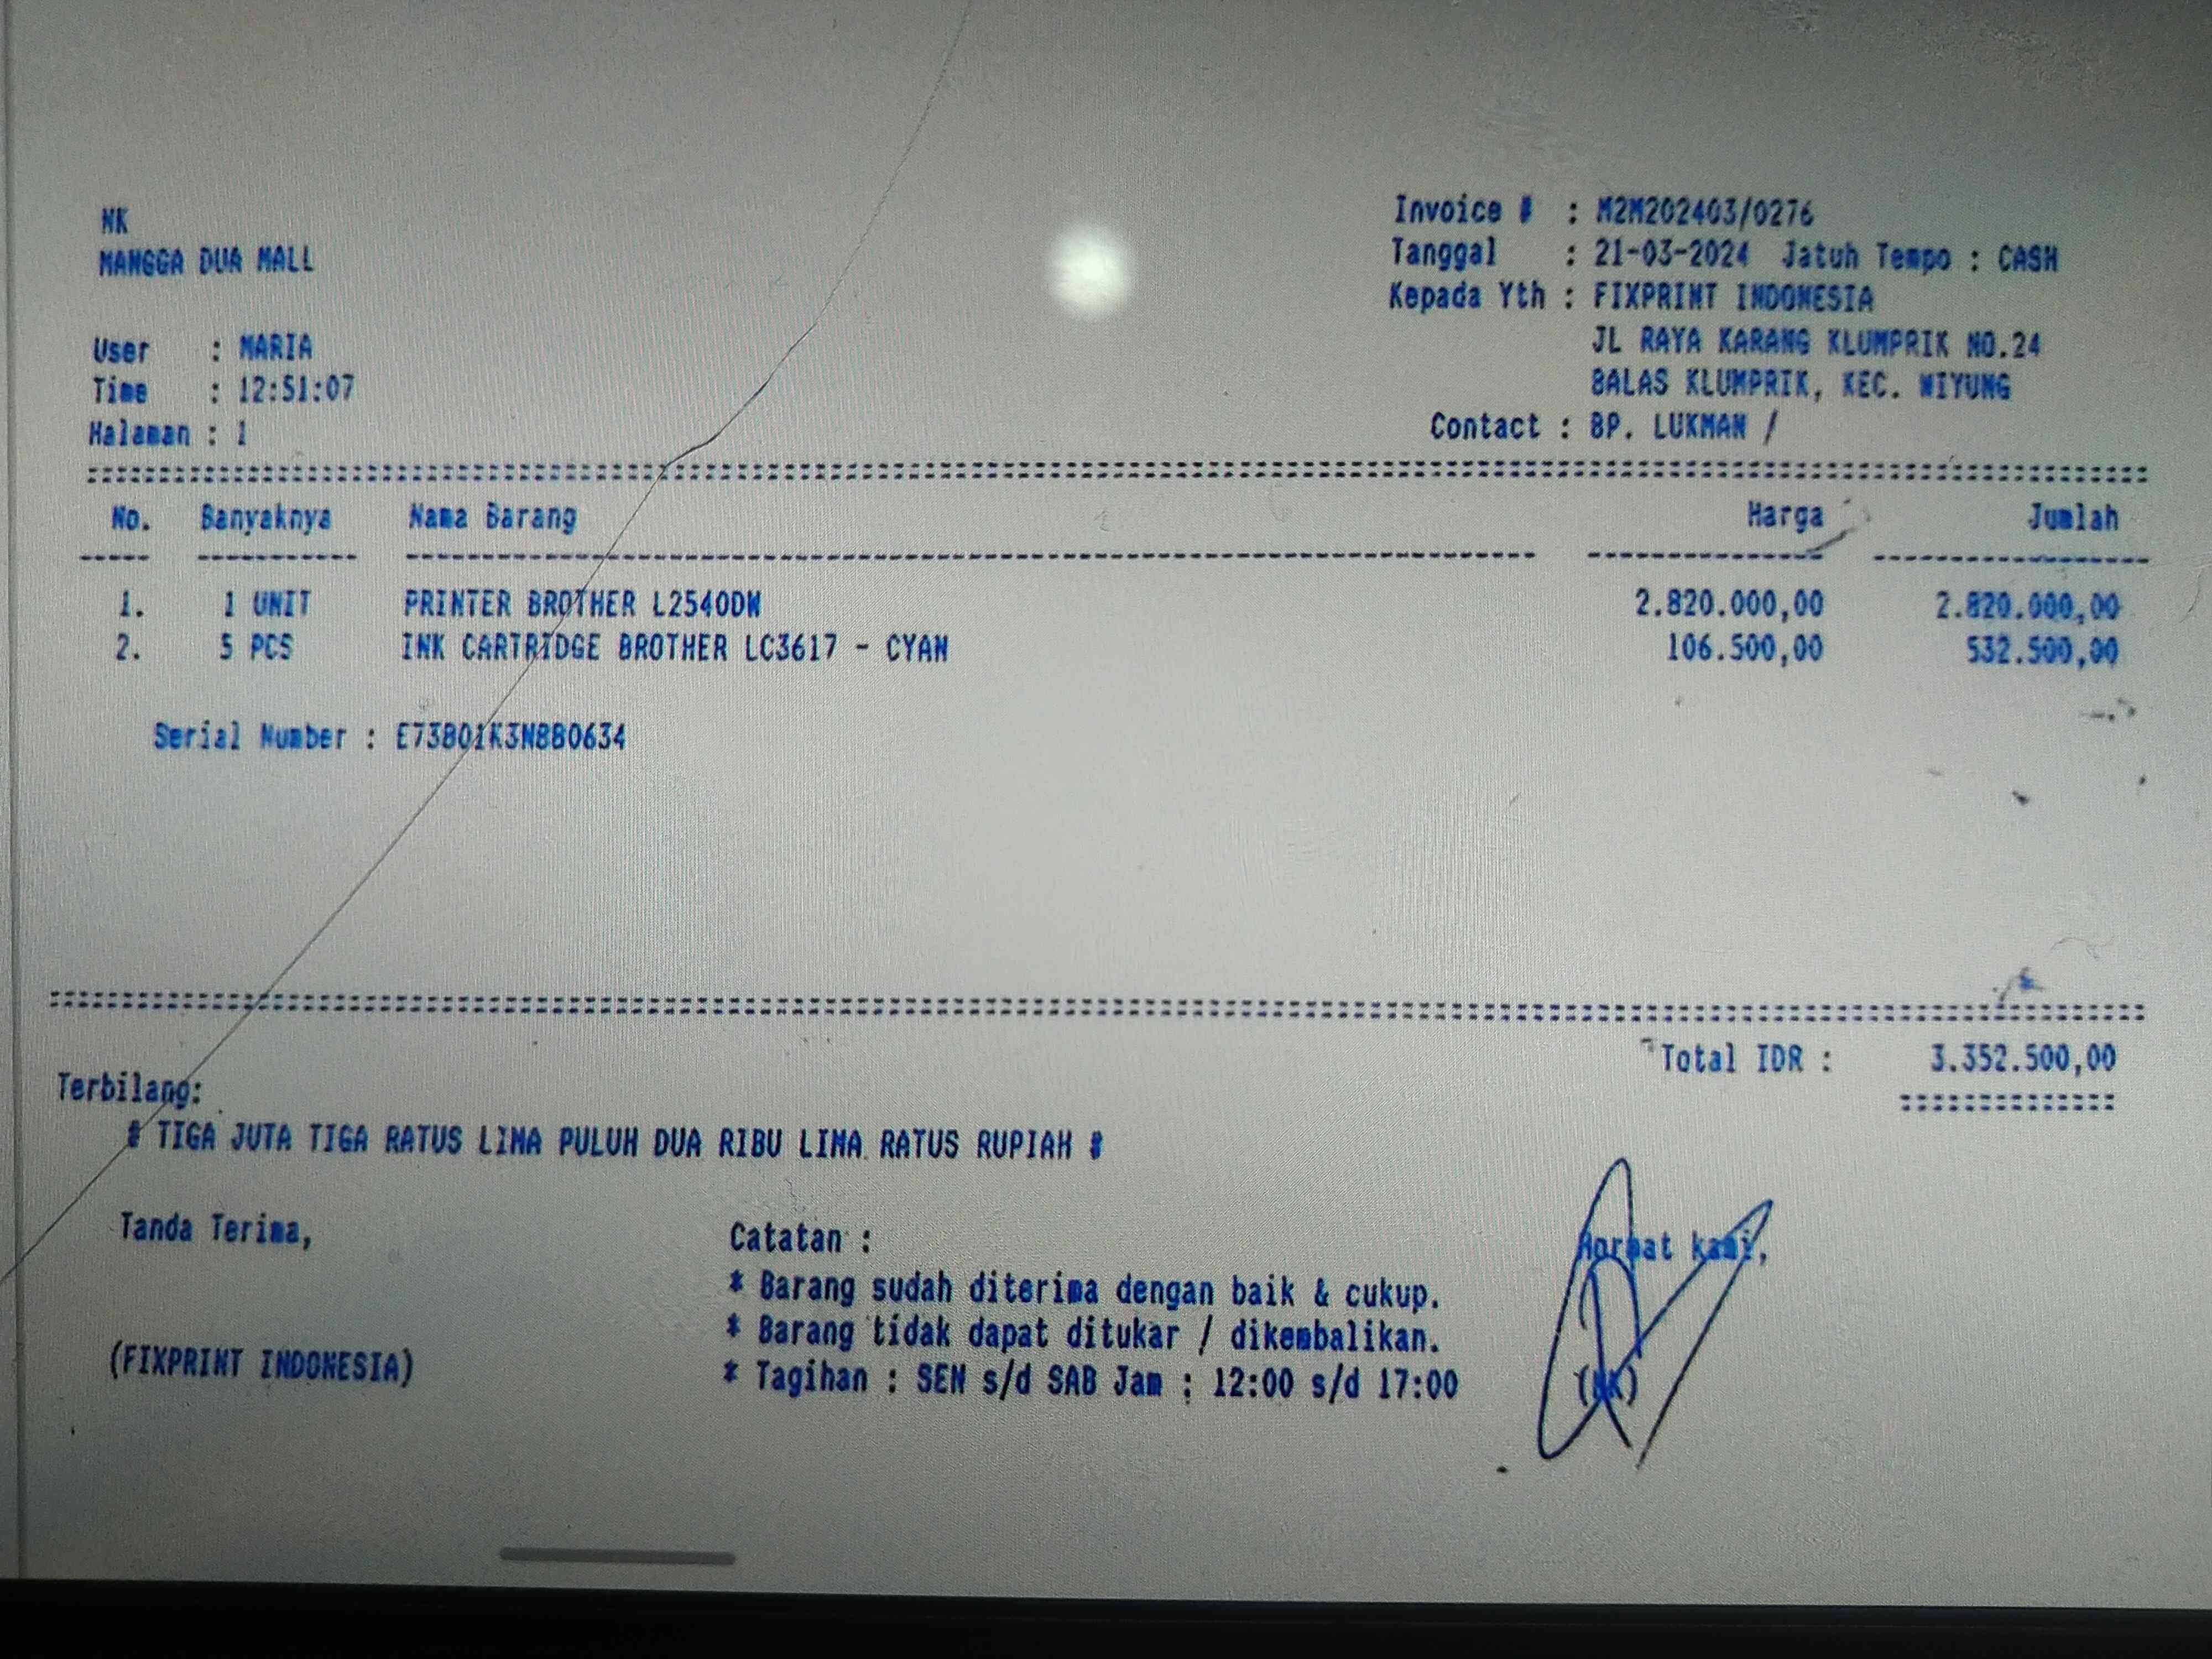 NK
MANGGA DUA MALL
User : MARIA
Time : 12:51:07
Halaman : 1
Invoice # : M2M202403/0276
Tanggal : 21-03-2024 Jatuh Tempo : CASH
Kepada Yth : FIXPRINT INDONESIA
JL RAYA KARANG KLUMPRIK NO.24
BALAS KLUMPRIK, KEC. WIYUNG
Contact : BP. LUKMAN /
No. Banyaknya Nama Barang Harga Jumlah
1. 1 UNIT PRINTER BROTHER L2540DW 2.820.000,00 2.820.000,00
2. 5 PCS INK CARTRIDGE BROTHER LC3617 - CYAN 106.500,00 532.500,00
Serial Number : E73801K3N880634
Total IDR : 3.352.500,00
Terbilang:
# TIGA JUTA TIGA RATUS LIMA PULUH DUA RIBU LIMA RATUS RUPIAH #
Tanda Terima,
(FIXPRINT INDONESIA)
Catatan :
* Barang sudah diterima dengan baik & cukup.
* Barang tidak dapat ditukar / dikembalikan.
* Tagihan : SEN s/d SAB Jam : 12:00 s/d 17:00
Hormat kami,
(NK)